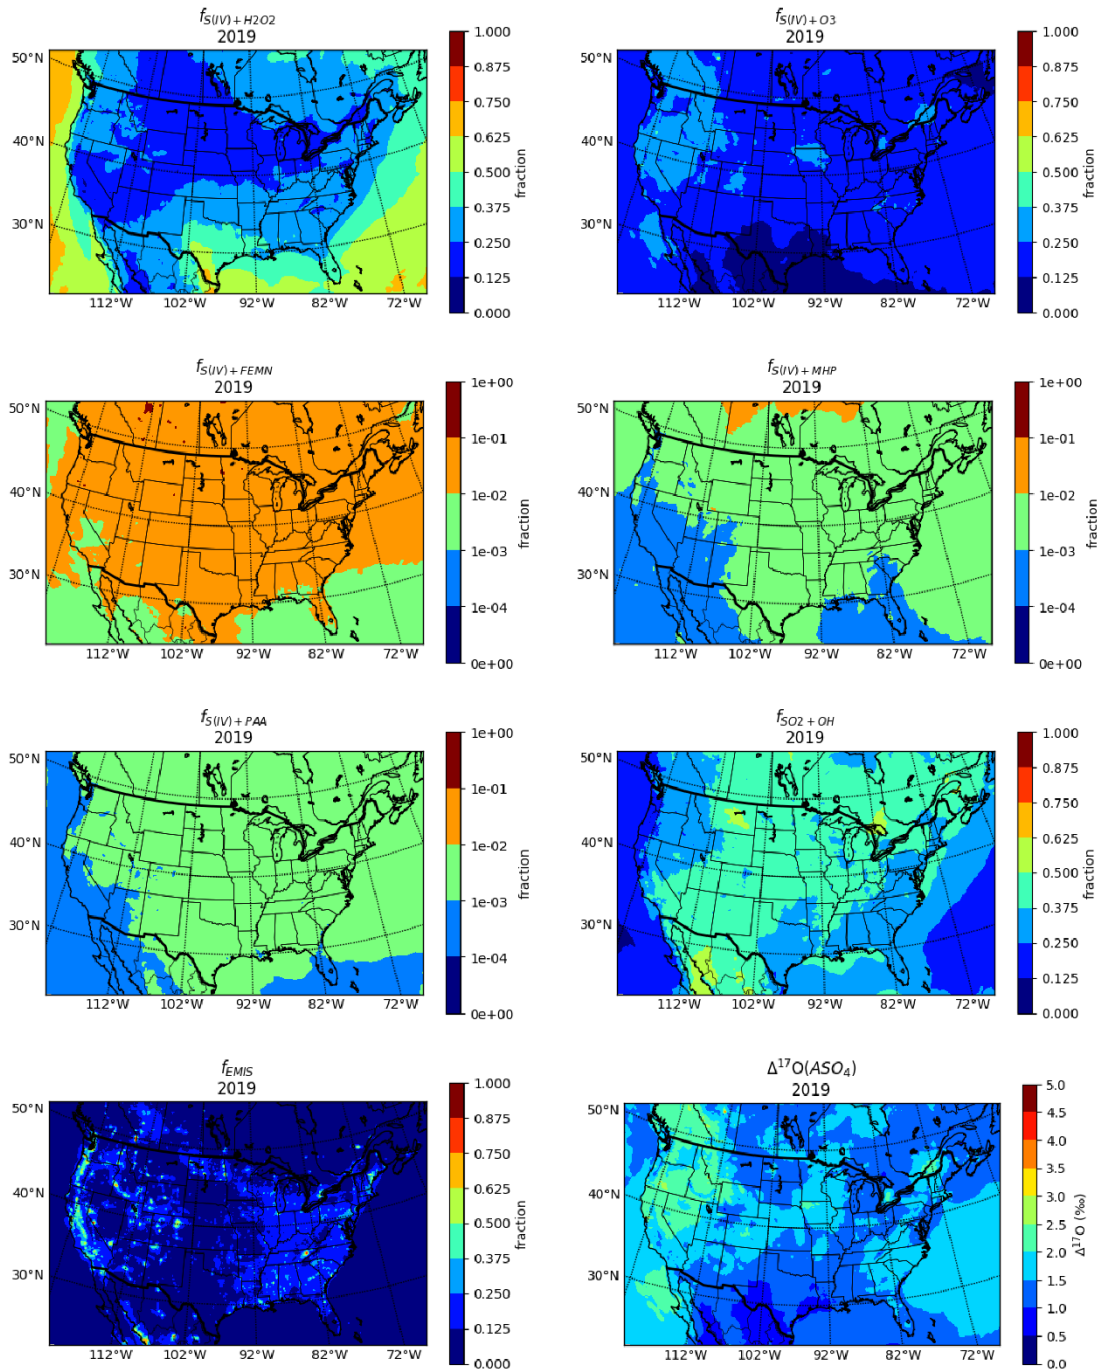 f_{S(IV)+H2O2}
2019
50°N
40°N
30°N
112°W 102°W 92°W 82°W 72°W
1.000
0.875
0.750
0.625
0.500
0.375
0.250
0.125
0.000
fraction
f_{S(IV)+O3}
2019
50°N
40°N
30°N
112°W 102°W 92°W 82°W 72°W
1.000
0.875
0.750
0.625
0.500
0.375
0.250
0.125
0.000
fraction
f_{S(IV)+FEMN}
2019
50°N
40°N
30°N
112°W 102°W 92°W 82°W 72°W
1e+00
1e-01
1e-02
1e-03
1e-04
0e+00
fraction
f_{S(IV)+MHP}
2019
50°N
40°N
30°N
112°W 102°W 92°W 82°W 72°W
1e+00
1e-01
1e-02
1e-03
1e-04
0e+00
fraction
f_{S(IV)+PAA}
2019
50°N
40°N
30°N
112°W 102°W 92°W 82°W 72°W
1e+00
1e-01
1e-02
1e-03
1e-04
0e+00
fraction
f_{SO2+OH}
2019
50°N
40°N
30°N
112°W 102°W 92°W 82°W 72°W
1.000
0.875
0.750
0.625
0.500
0.375
0.250
0.125
0.000
fraction
f_{EMIS}
2019
50°N
40°N
30°N
112°W 102°W 92°W 82°W 72°W
1.000
0.875
0.750
0.625
0.500
0.375
0.250
0.125
0.000
fraction
Δ¹⁷O(ASO₄)
2019
50°N
40°N
30°N
112°W 102°W 92°W 82°W 72°W
5.0
4.5
4.0
3.5
3.0
2.5
2.0
1.5
1.0
0.5
0.0
Δ¹⁷O (‰)